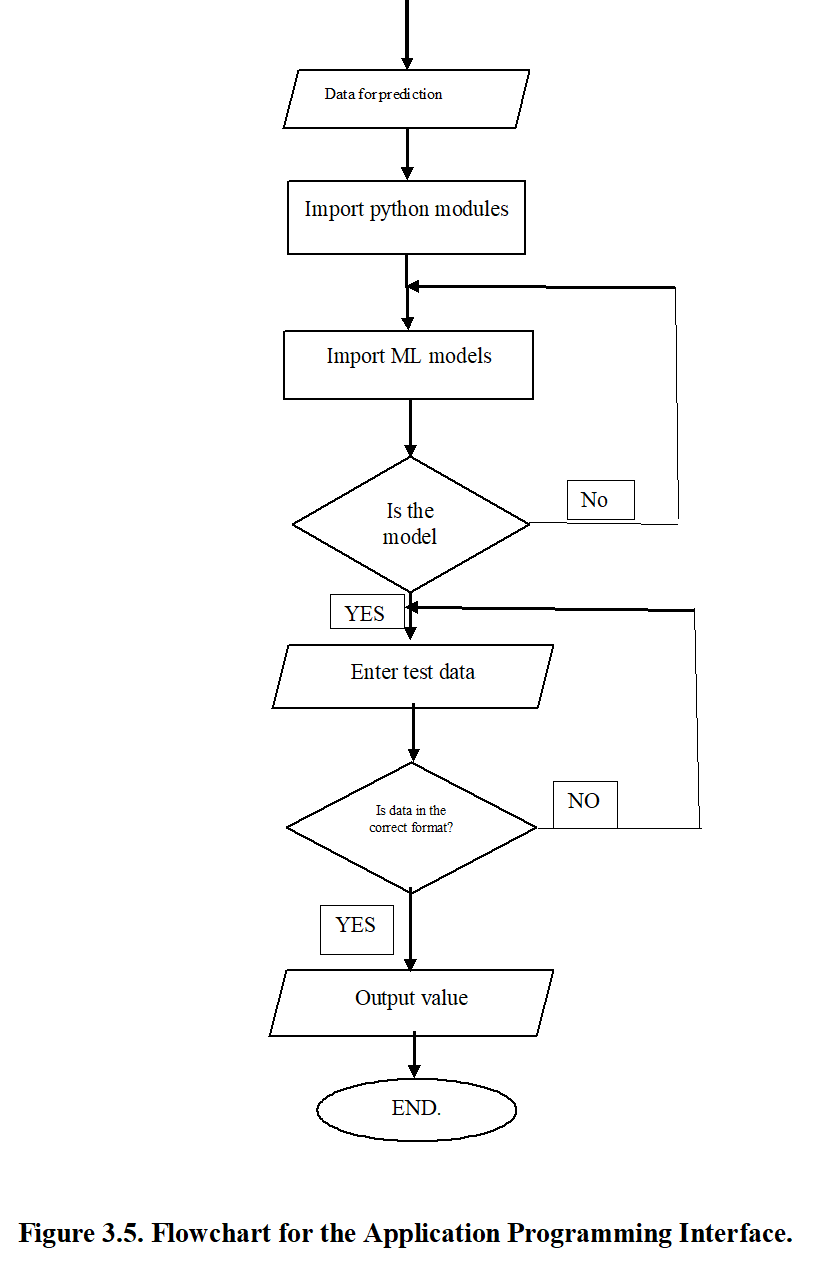 Data for prediction
Import python modules
Import ML models
Is the
model
No
YES
Enter test data
Is data in the
correct format?
NO
YES
Output value
END.
Figure 3.5. Flowchart for the Application Programming Interface.